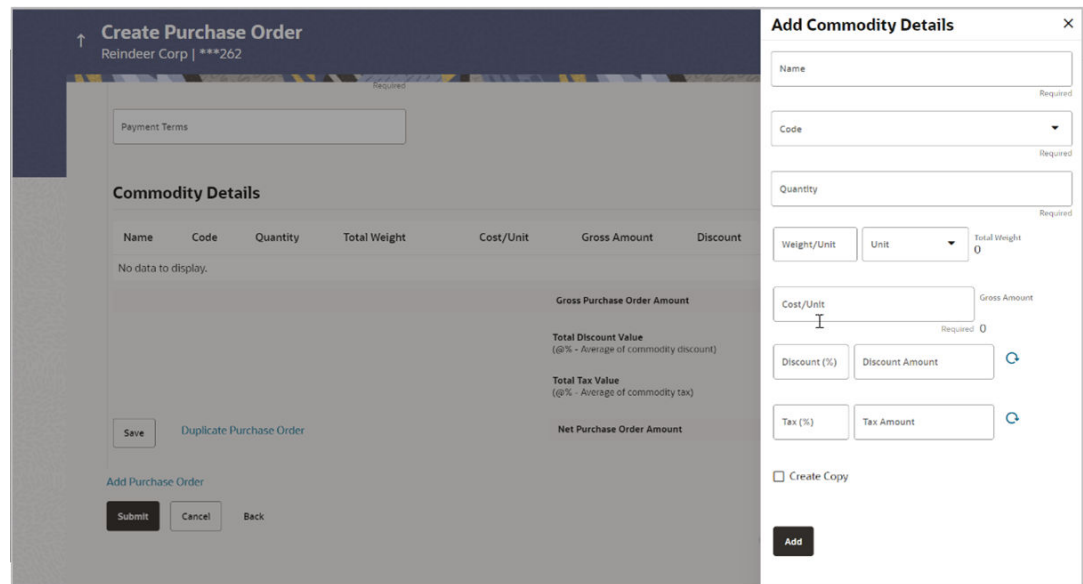 Create Purchase Order
Reindeer Corp | ***262
Required
Payment Terms
Commodity Details
Name Code Quantity Total Weight Cost/Unit Gross Amount Discount
No data to display.
Gross Purchase Order Amount
Total Discount Value
(@% - Average of commodity discount)
Total Tax Value
(@% - Average of commodity tax)
Save Duplicate Purchase Order Net Purchase Order Amount
Add Purchase Order
Submit Cancel Back
Add Commodity Details
Name
Required
Code
Required
Quantity
Required
Weight/Unit Unit Total Weight
0
Cost/Unit Gross Amount
Required 0
Discount (%) Discount Amount
Tax (%) Tax Amount
Create Copy
Add